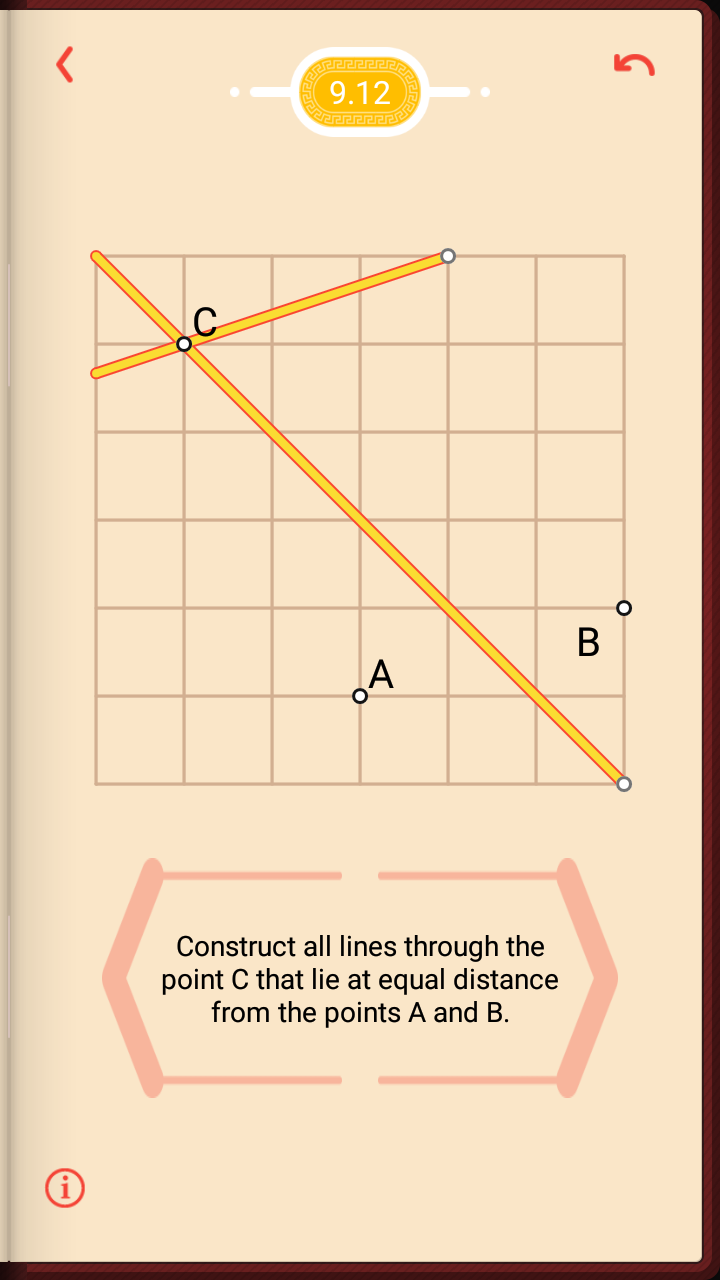 9.12
C
B
A
Construct all lines through the
point C that lie at equal distance
from the points A and B.
i